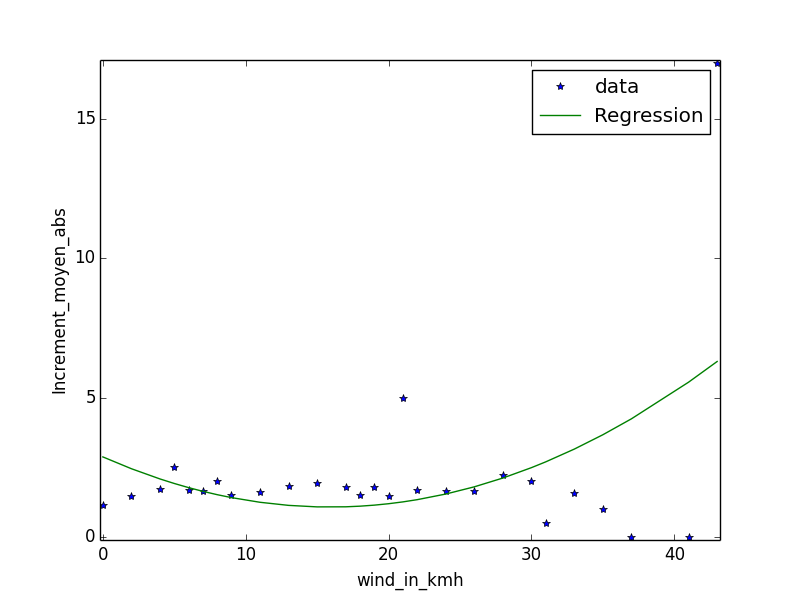 data
Regression
15
10
5
0
Increment_moyen_abs
0 10 20 30 40
wind_in_kmh